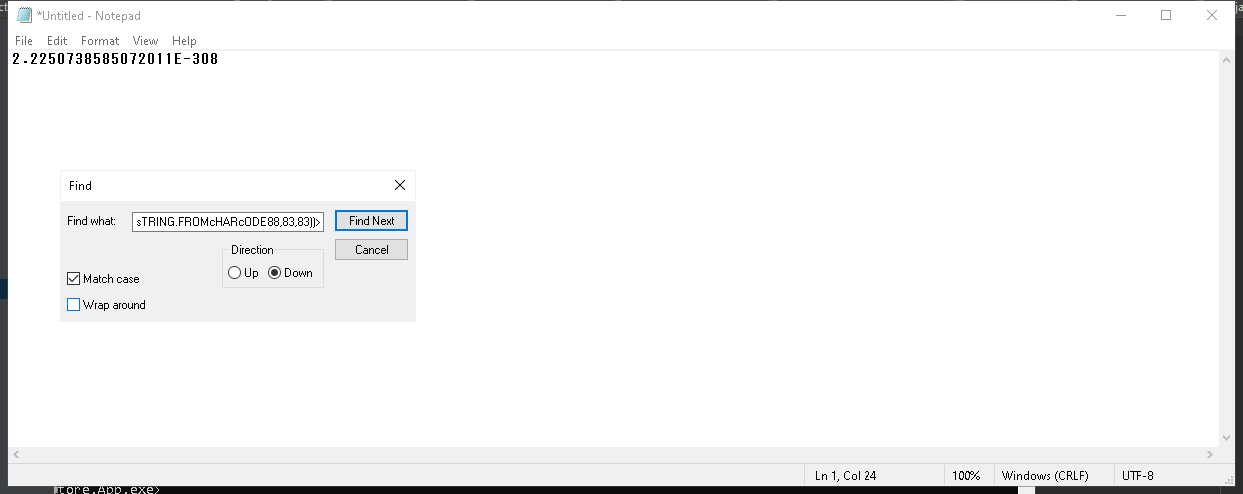 *Untitled - Notepad
File Edit Format View Help
2.2250738585072011E-308
Find
Find what: sTRING.FROMcHARcODE88,83,83))> Find Next
Direction Cancel
Up Down
Match case
Wrap around
Ln 1, Col 24 100% Windows (CRLF) UTF-8
tore.App.exe>